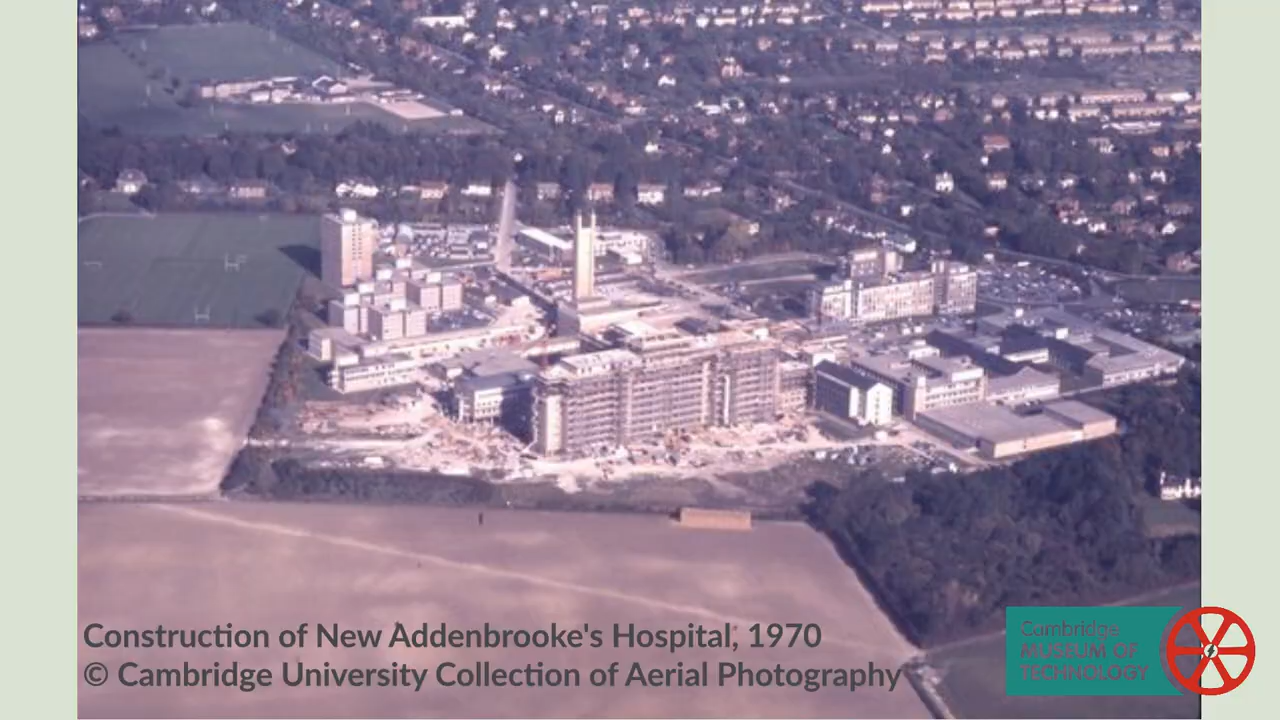 Construction of New Addenbrooke's Hospital, 1970
© Cambridge University Collection of Aerial Photography
Cambridge
MUSEUM OF
TECHNOLOGY